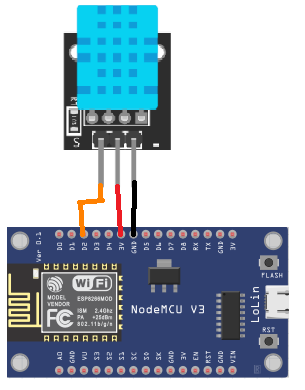 S
Ver 0.1
D0 D1 D2 D3 D4 3V GND D5 D6 D7 D8 RX TX GND 3V
WiFi
MODEL
VENDOR
ESP8266MOD
FC
ISM 2.4GHz
PA +25dBm
802.11b/g/n
NodeMCU V3
FLASH
LoLin
RST
A0 GND VU S3 S2 S1 SC S0 SK GND 3V EN RST GND VIN